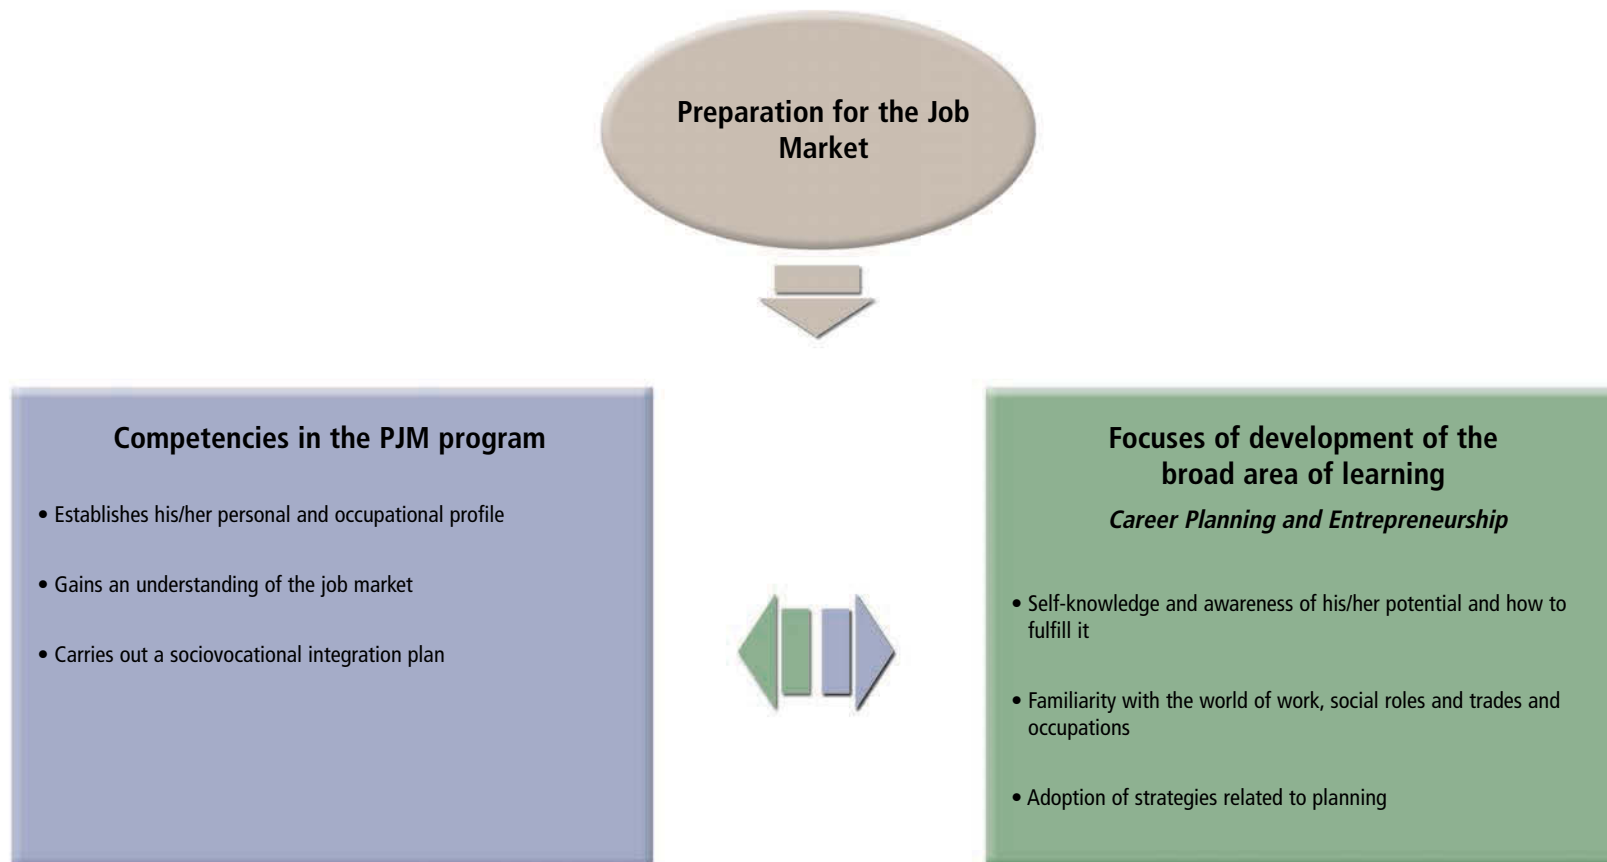 Preparation for the Job
Market
Competencies in the PJM program
• Establishes his/her personal and occupational profile
• Gains an understanding of the job market
• Carries out a sociovocational integration plan
Focuses of development of the
broad area of learning
Career Planning and Entrepreneurship
• Self-knowledge and awareness of his/her potential and how to
fulfill it
• Familiarity with the world of work, social roles and trades and
occupations
• Adoption of strategies related to planning